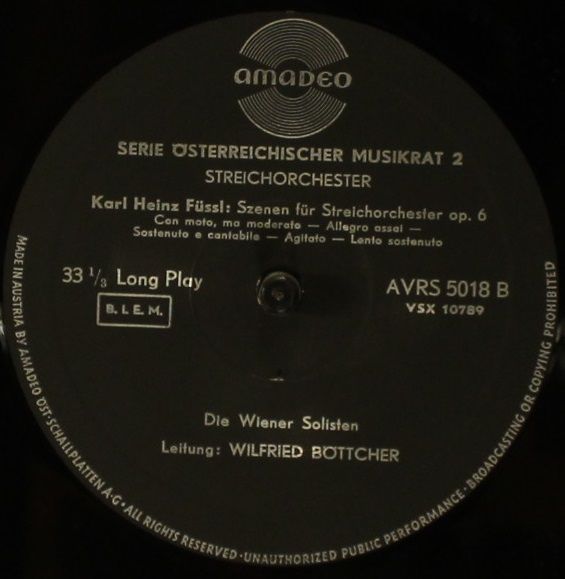 amadeo
SERIE ÖSTERREICHISCHER MUSIKRAT 2
STREICHORCHESTER
Karl Heinz Füssl: Szenen für Streichorchester op. 6
Con moto, ma moderato — Allegro assai —
Sostenuto e cantabile — Agitato — Lento sostenuto
33 1/3 Long Play
B. I. E. M.
AVRS 5018 B
VSX 10789
Die Wiener Solisten
Leitung: WILFRIED BÖTTCHER
MADE IN AUSTRIA BY AMADEO ÖST·SCHALLPLATTEN A·G·ALL RIGHTS RESERVED·UNAUTHORIZED PUBLIC PERFORMANCE·BROADCASTING OR COPYING PROHIBITED